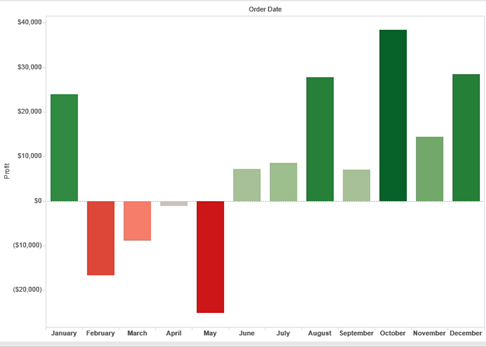 Order Date
$40,000
$30,000
$20,000
$10,000
$0
($10,000)
($20,000)
Profit
January February March April May June July August September October November December